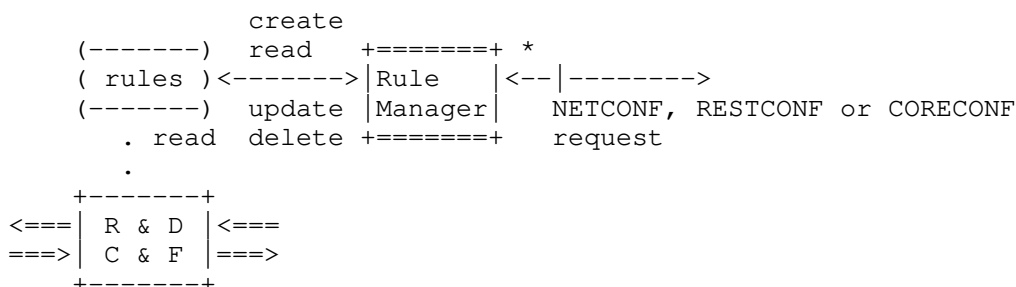 create
     (-------)  read   +=======+ *
     ( rules )<------->|Rule   |<--|-------->
     (-------)  update |Manager|   NETCONF, RESTCONF or CORECONF
        . read  delete +=======+   request
        .
     +-------+
<===| R & D |<===
===>| C & F |===>
     +-------+